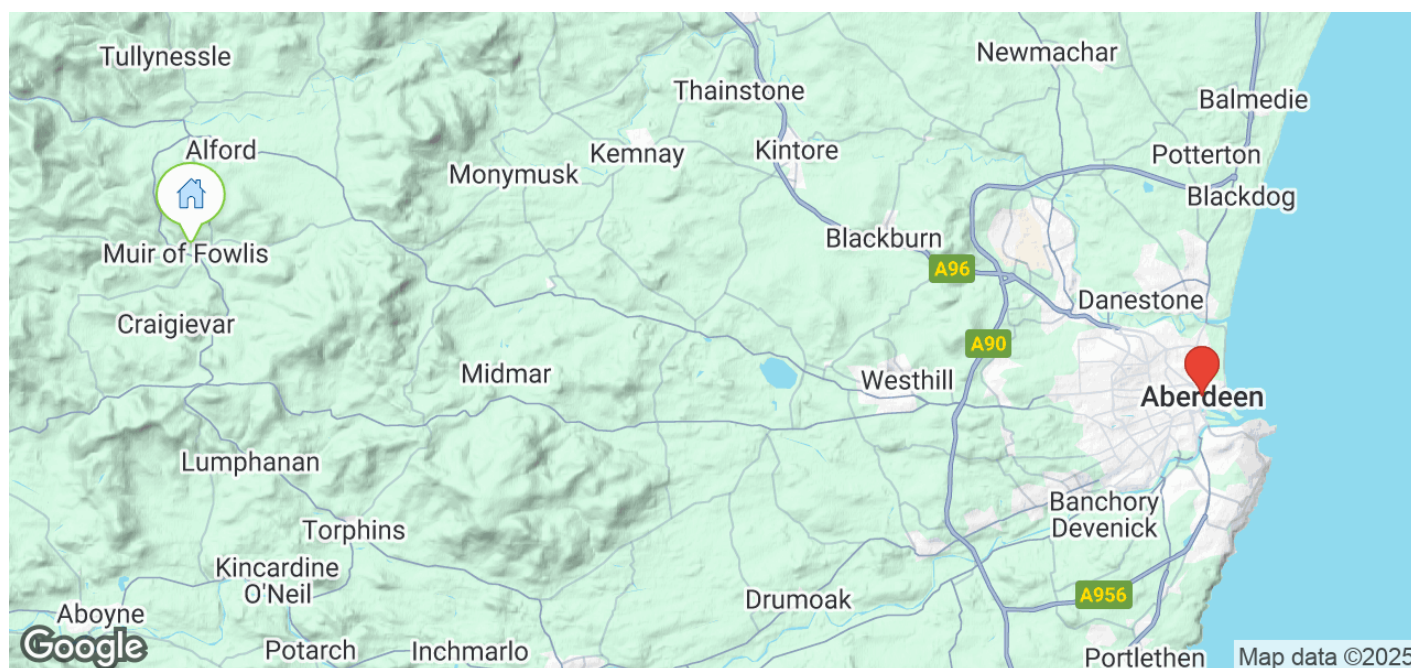 Tullynessle
Newmachar
Thainstone
Balmedie
Alford
Kemnay
Kintore
Potterton
Monymusk
Blackdog
Muir of Fowlis
Blackburn
A96
Danestone
Craigievar
A90
Midmar
Westhill
Aberdeen
Lumphanan
Banchory
Devenick
Torphins
Kincardine
O'Neil
Drumoak
A956
Aboyne
Google
Potarch
Inchmarlo
Portlethen
Map data ©2025